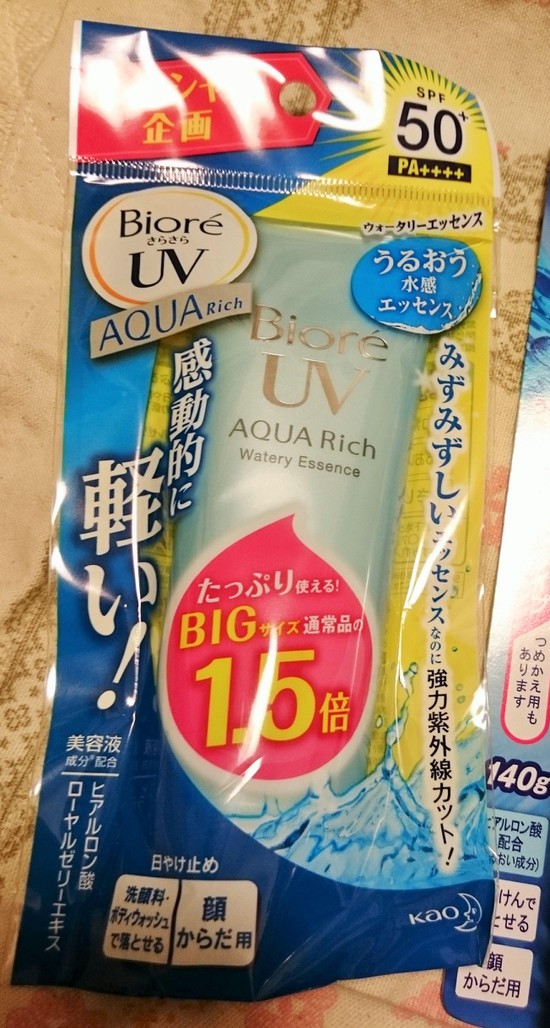 企画
SPF
50+
PA++++
Bioré
さらさら
UV
AQUA Rich
ウォータリーエッセンス
うるおう
水感
エッセンス
Bioré
UV
AQUA Rich
Watery Essence
感動的に
軽い!
みずみずしいエッセンスなのに強力紫外線カット!
たっぷり使える!
BIGサイズ 通常品の
1.5倍
美容液
成分*配合
ヒアルロン酸
ローヤルゼリーエキス
日やけ止め
洗顔料・
ボディウォッシュ
で落とせる
顔
からだ用
Kao
つめかえ用も
あります
140g
ヒアルロン酸
配合
けんで
とせる
顔
からだ用